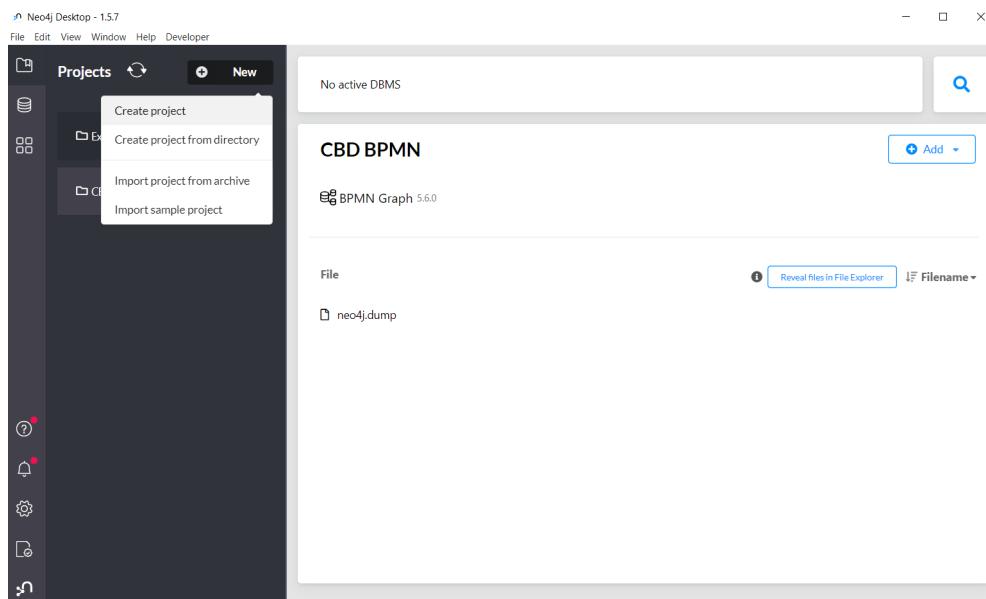 Neo4j Desktop - 1.5.7
File Edit View Window Help Developer
Projects
New
Create project
Create project from directory
Import project from archive
Import sample project
Ex
CB
No active DBMS
CBD BPMN
Add
BPMN Graph 5.6.0
File
Reveal files in File Explorer
Filename
neo4j.dump